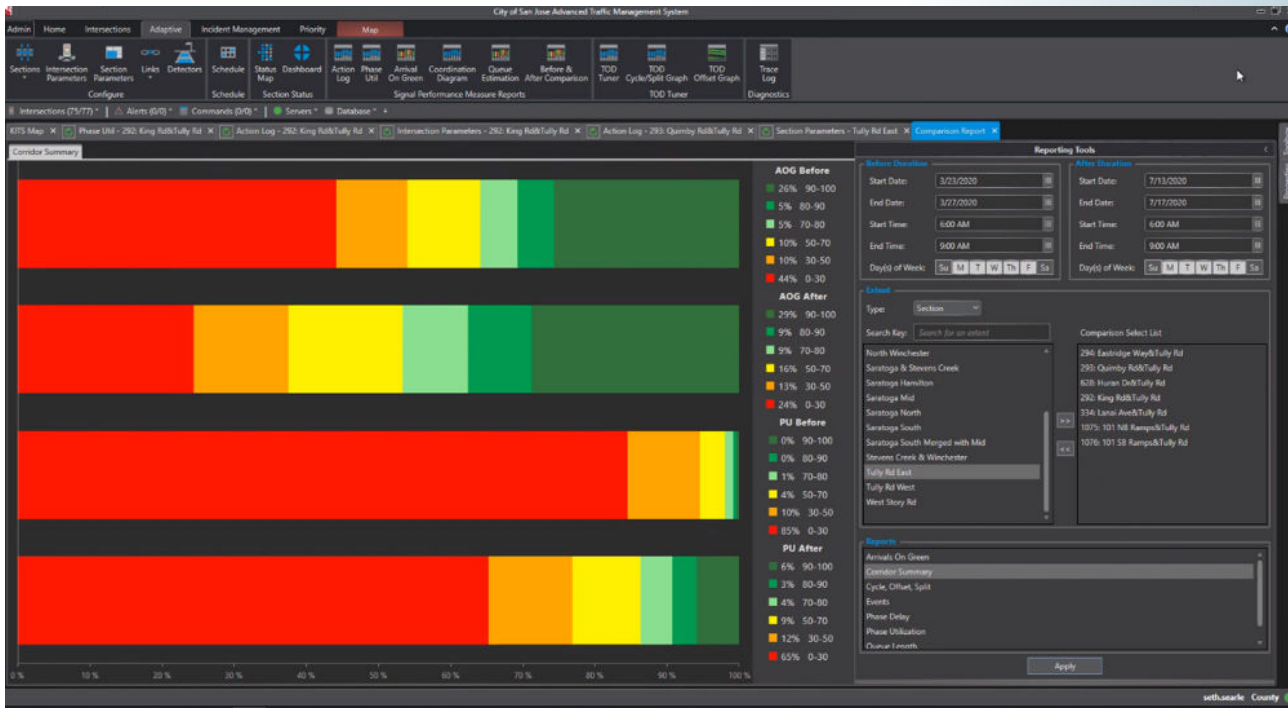 City of San Jose Advanced Traffic Management System
Admin Home Intersections Adaptive Incident Management Priority Map
Sections Intersection Parameters Section Parameters Links Detectors Schedule Status Map Dashboard Action Log Phase Util Arrival On Green Coordination Diagram Queue Estimation Before & After Comparison TOD Tuner TOD Cycle/Split Graph TOD Offset Graph Trace Log
Configure Schedule Section Status Signal Performance Measure Reports TOD Tuner Diagnostics
Intersections (75/77) Alerts (0/0) Commands (0/0) Servers Database
KITS Map Phase Util - 292: King Rd&Tully Rd Action Log - 292: King Rd&Tully Rd Intersection Parameters - 292: King Rd&Tully Rd Action Log - 293: Quimby Rd&Tully Rd Section Parameters - Tully Rd East Comparison Report
Corridor Summary
AOG Before
26% 90-100
5% 80-90
5% 70-80
10% 50-70
10% 30-50
44% 0-30
AOG After
29% 90-100
9% 80-90
9% 70-80
16% 50-70
13% 30-50
24% 0-30
PU Before
0% 90-100
0% 80-90
1% 70-80
4% 50-70
10% 30-50
85% 0-30
PU After
6% 90-100
3% 80-90
4% 70-80
9% 50-70
12% 30-50
65% 0-30
0 % 10 % 20 % 30 % 40 % 50 % 60 % 70 % 80 % 90 % 100 %
Reporting Tools
Before Duration
Start Date: 3/23/2020
End Date: 3/27/2020
Start Time: 6:00 AM
End Time: 9:00 AM
Day(s) of Week: Su M T W Th F Sa
After Duration
Start Date: 7/13/2020
End Date: 7/17/2020
Start Time: 6:00 AM
End Time: 9:00 AM
Day(s) of Week: Su M T W Th F Sa
Extent
Type: Section
Search Key: Search for an extent
North Winchester
Saratoga & Stevens Creek
Saratoga Hamilton
Saratoga Mid
Saratoga North
Saratoga South
Saratoga South Merged with Mid
Stevens Creek & Winchester
Tully Rd East
Tully Rd West
West Story Rd
>>
<<
Comparison Select List
294: Eastridge Way&Tully Rd
293: Quimby Rd&Tully Rd
628: Huran Dr&Tully Rd
292: King Rd&Tully Rd
334: Lanai Ave&Tully Rd
1075: 101 NB Ramps&Tully Rd
1076: 101 SB Ramps&Tully Rd
Reports
Arrivals On Green
Corridor Summary
Cycle, Offset, Split
Events
Phase Delay
Phase Utilization
Queue Length
Apply
seth.searle County